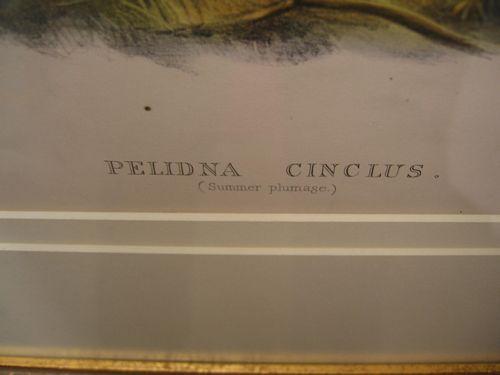 PELIDNA CINCLUS.
(Summer plumage.)